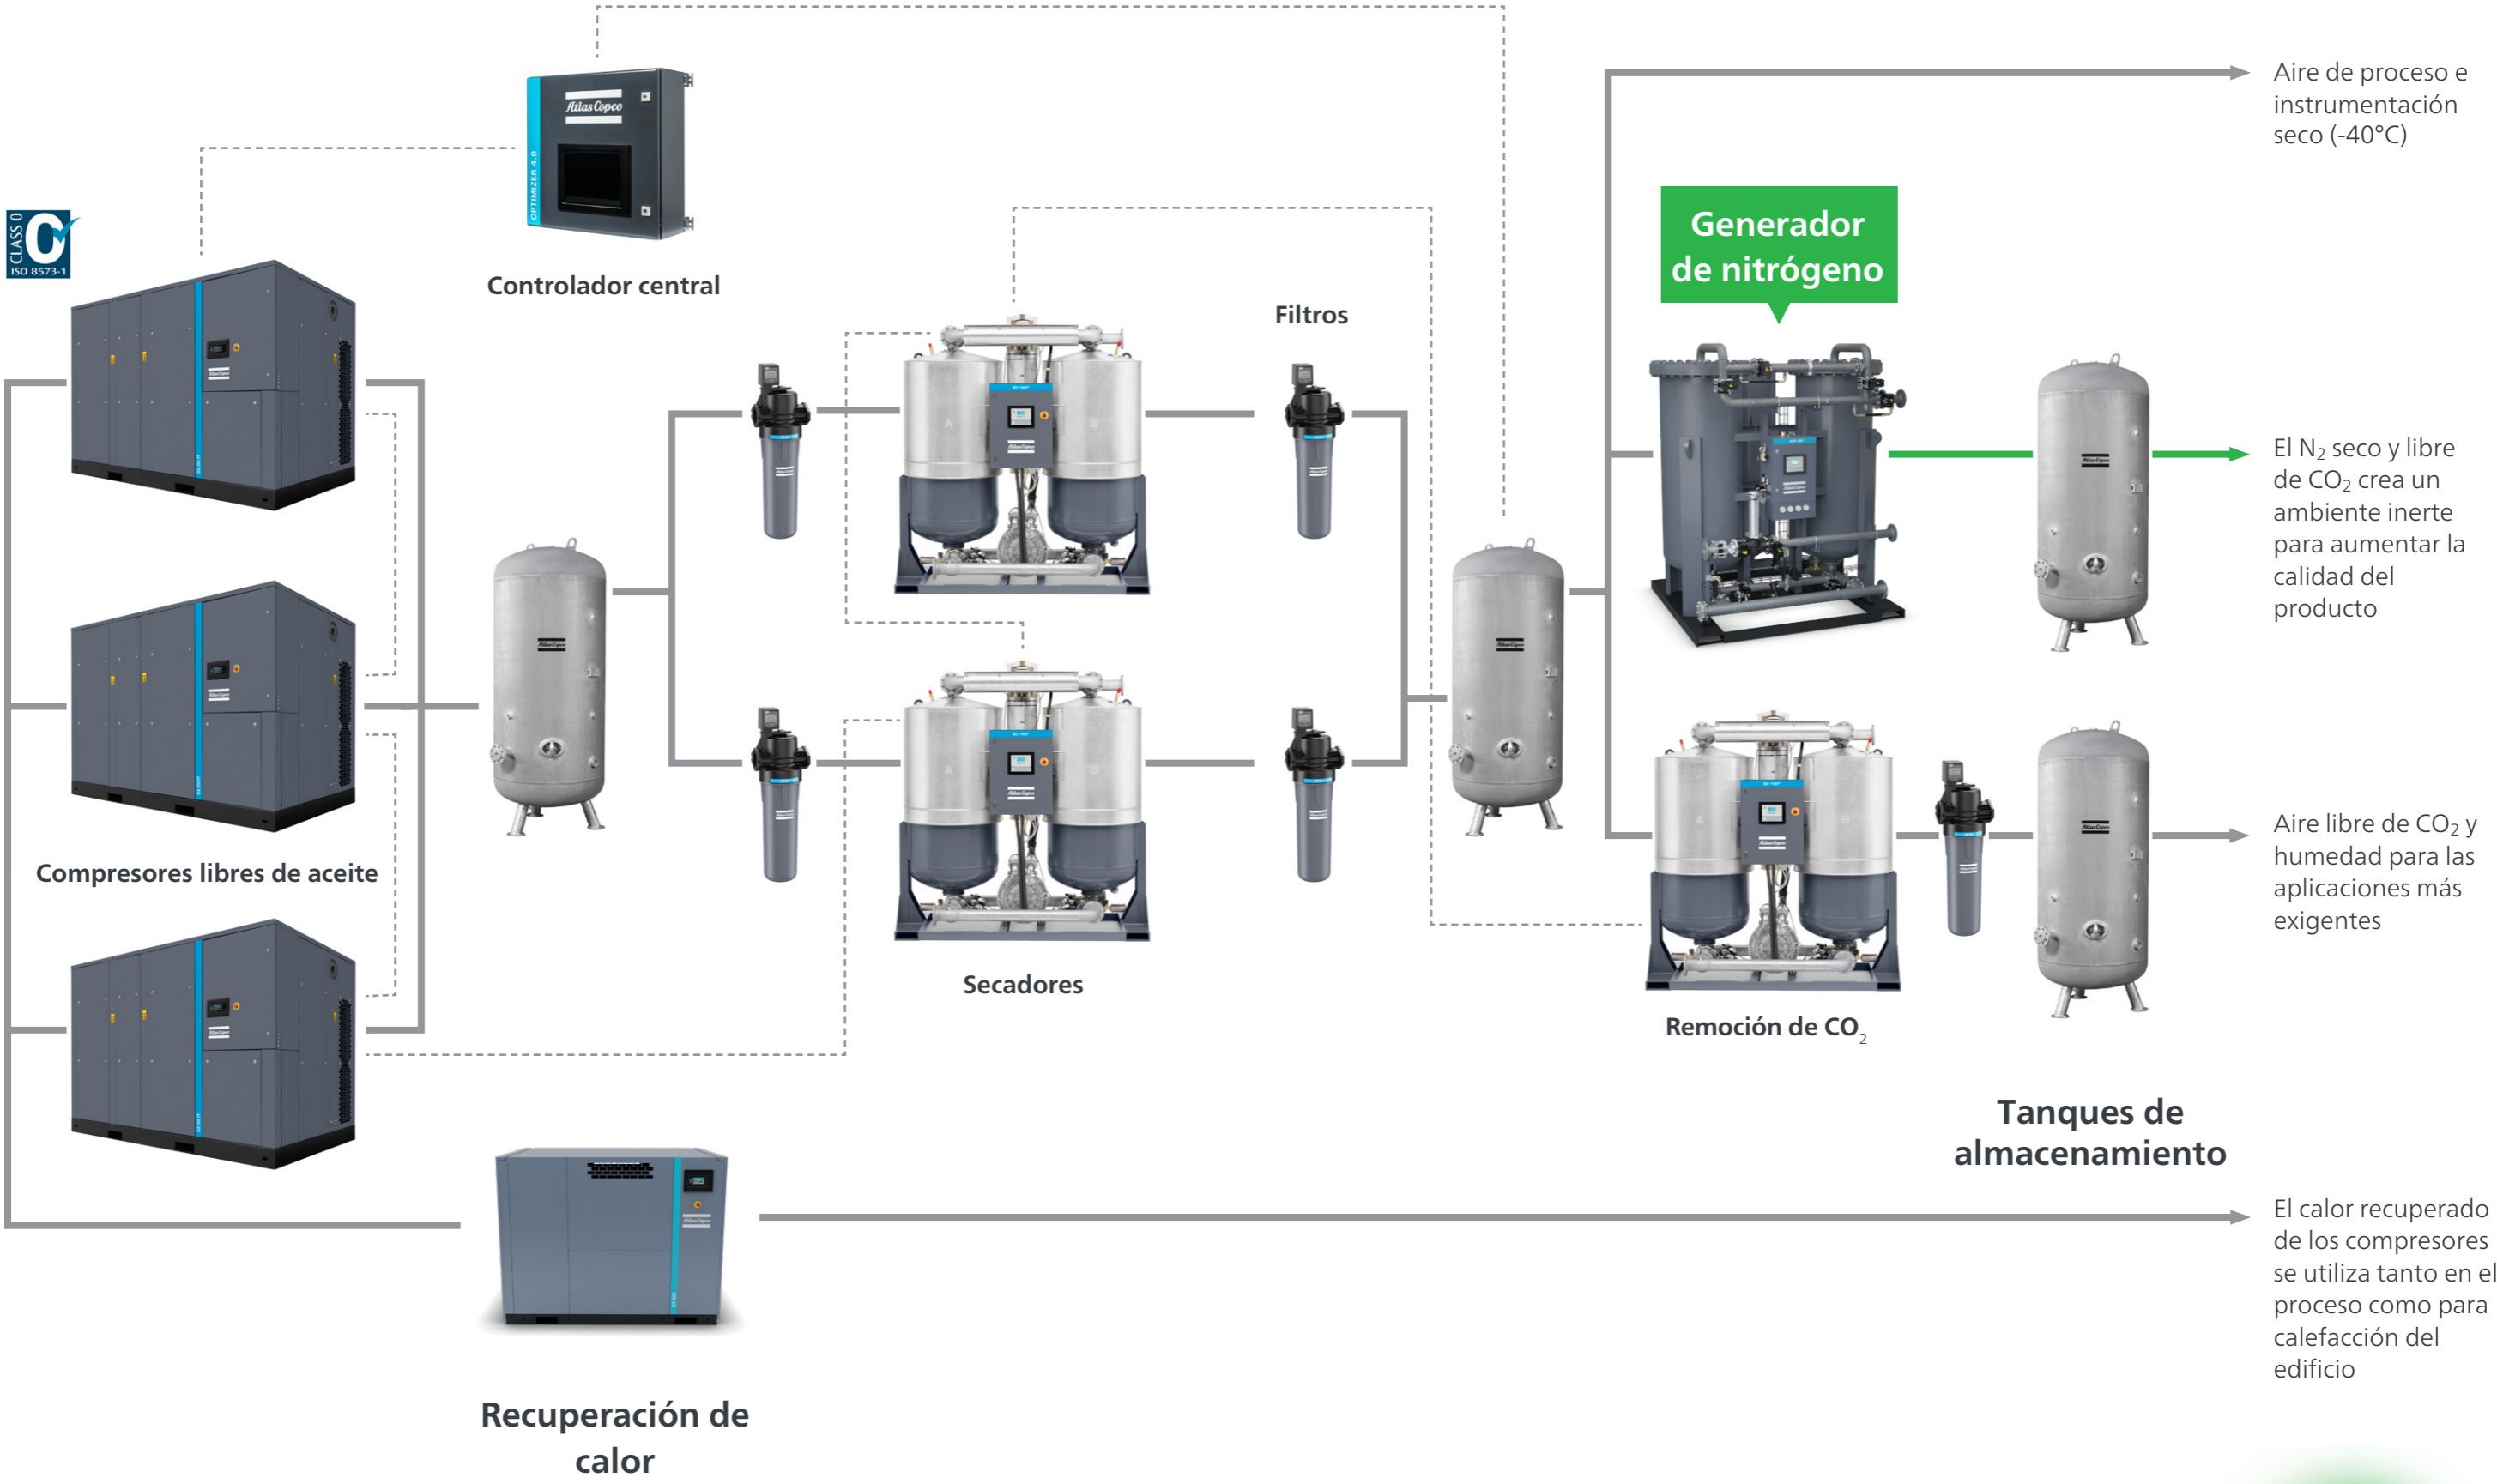 Aire de proceso e
instrumentación
seco (-40°C)
Atlas Copco
OPTIMIZER 4.0
Controlador central
CLASS 0
0
ISO 8573-1
Generador
de nitrógeno
Filtros
El N₂ seco y libre
de CO₂ crea un
ambiente inerte
para aumentar la
calidad del
producto
Compresores libres de aceite
Aire libre de CO₂ y
humedad para las
aplicaciones más
exigentes
Secadores
Remoción de CO₂
Tanques de
almacenamiento
El calor recuperado
de los compresores
se utiliza tanto en el
proceso como para
calefacción del
edificio
Recuperación de
calor